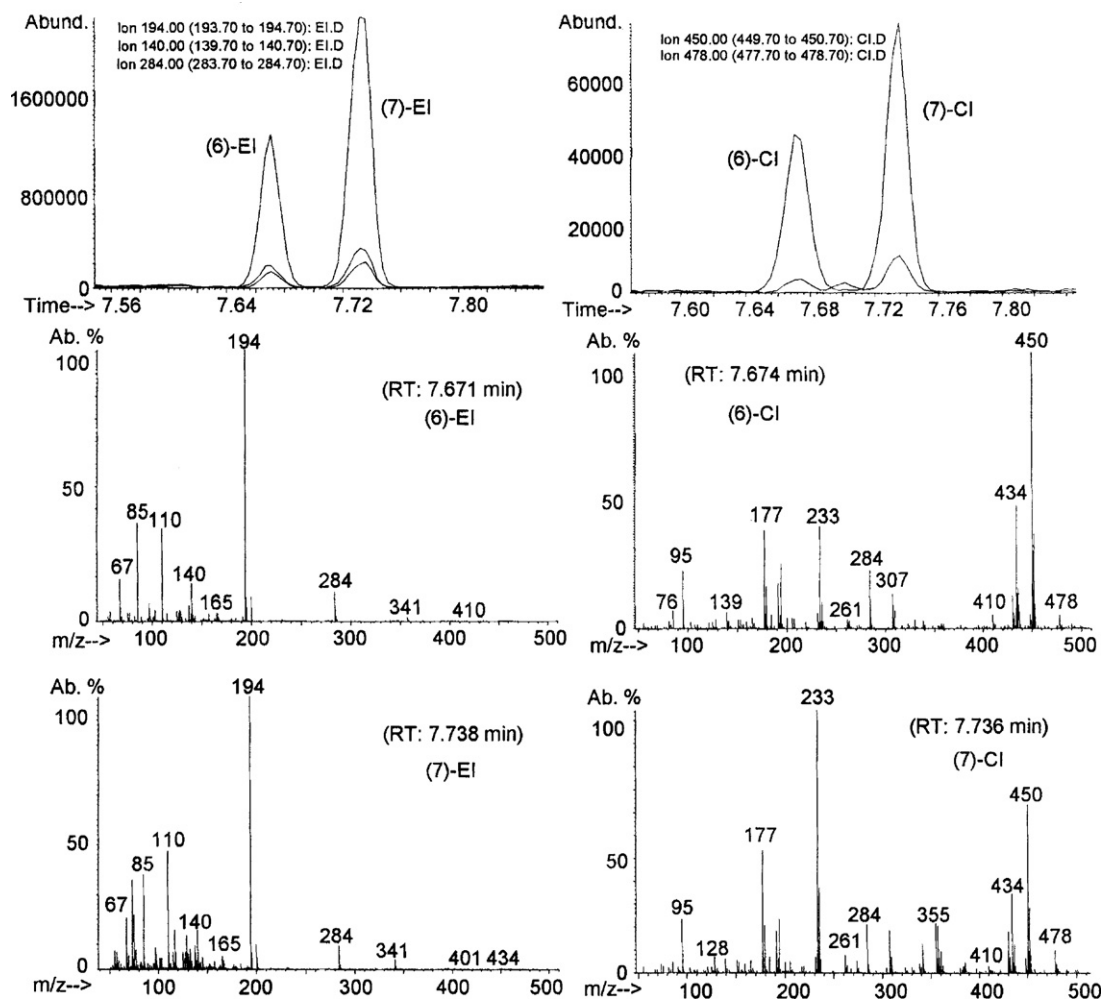 Abund.
Ion 194.00 (193.70 to 194.70): EI.D
Ion 140.00 (139.70 to 140.70): EI.D
Ion 284.00 (283.70 to 284.70): EI.D
1600000
800000
0
(6)-EI
(7)-EI
Time--> 7.56 7.64 7.72 7.80
Abund.
Ion 450.00 (449.70 to 450.70): CI.D
Ion 478.00 (477.70 to 478.70): CI.D
60000
40000
20000
0
(6)-CI
(7)-CI
Time--> 7.60 7.64 7.68 7.72 7.76 7.80
Ab. %
100
50
0
194
(RT: 7.671 min)
(6)-EI
67
85
110
140
165
284
341
410
m/z--> 100 200 300 400 500
Ab. %
100
50
0
450
(RT: 7.674 min)
(6)-CI
76
95
139
177
233
261
284
307
410
434
478
m/z--> 100 200 300 400 500
Ab. %
100
50
0
194
(RT: 7.738 min)
(7)-EI
67
85
110
140
165
284
341
401
434
m/z--> 100 200 300 400 500
Ab. %
100
50
0
233
(RT: 7.736 min)
(7)-CI
95
128
177
261
284
355
410
434
450
478
m/z--> 100 200 300 400 500